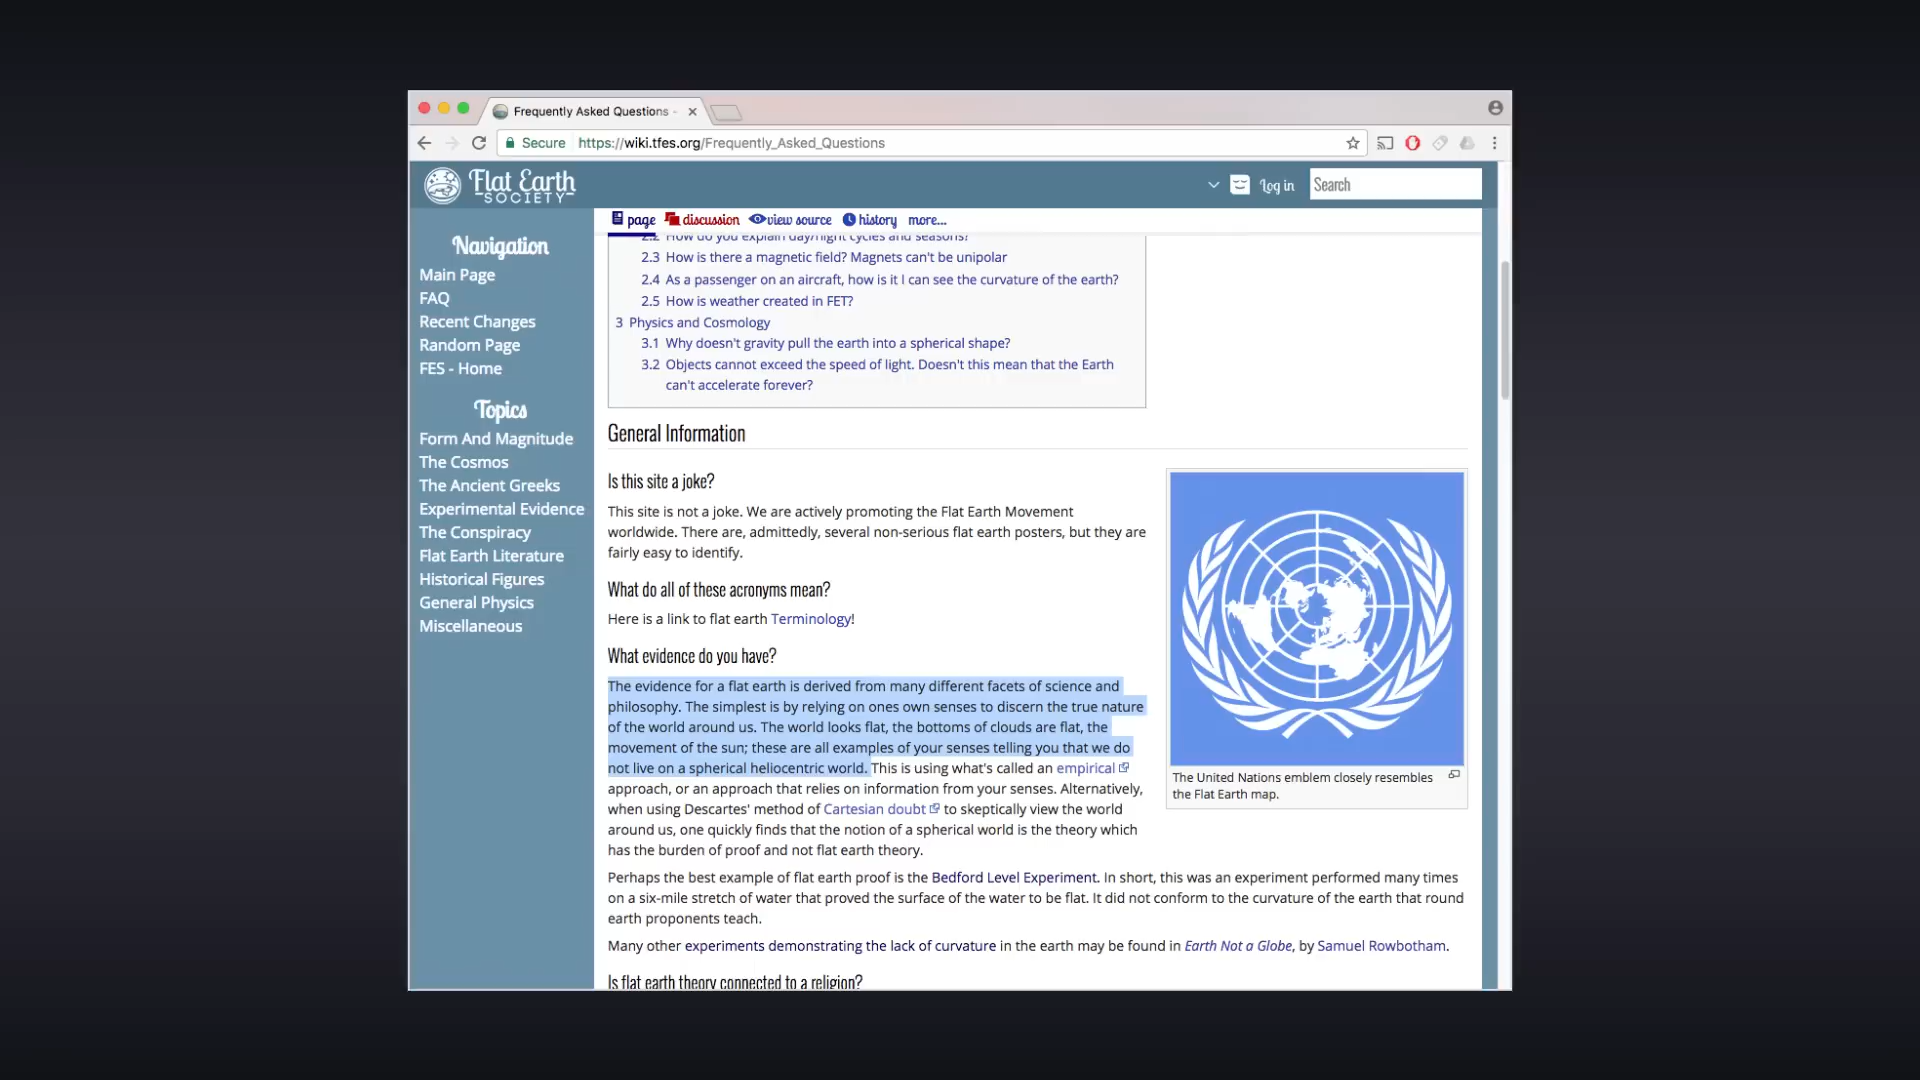 Frequently Asked Questions -
Secure https://wiki.tfes.org/Frequently_Asked_Questions
Flat Earth
SOCIETY
Log in
Search
page discussion view source history more...
Navigation
Main Page
FAQ
Recent Changes
Random Page
FES - Home
Topics
Form And Magnitude
The Cosmos
The Ancient Greeks
Experimental Evidence
The Conspiracy
Flat Earth Literature
Historical Figures
General Physics
Miscellaneous
2.2 How do you explain day/night cycles and seasons?
2.3 How is there a magnetic field? Magnets can't be unipolar
2.4 As a passenger on an aircraft, how is it I can see the curvature of the earth?
2.5 How is weather created in FET?
3 Physics and Cosmology
3.1 Why doesn't gravity pull the earth into a spherical shape?
3.2 Objects cannot exceed the speed of light. Doesn't this mean that the Earth
can't accelerate forever?
General Information
Is this site a joke?
This site is not a joke. We are actively promoting the Flat Earth Movement
worldwide. There are, admittedly, several non-serious flat earth posters, but they are
fairly easy to identify.
What do all of these acronyms mean?
Here is a link to flat earth Terminology!
What evidence do you have?
The evidence for a flat earth is derived from many different facets of science and
philosophy. The simplest is by relying on ones own senses to discern the true nature
of the world around us. The world looks flat, the bottoms of clouds are flat, the
movement of the sun; these are all examples of your senses telling you that we do
not live on a spherical heliocentric world. This is using what's called an empirical
approach, or an approach that relies on information from your senses. Alternatively,
when using Descartes' method of Cartesian doubt to skeptically view the world
around us, one quickly finds that the notion of a spherical world is the theory which
has the burden of proof and not flat earth theory.
The United Nations emblem closely resembles
the Flat Earth map.
Perhaps the best example of flat earth proof is the Bedford Level Experiment. In short, this was an experiment performed many times
on a six-mile stretch of water that proved the surface of the water to be flat. It did not conform to the curvature of the earth that round
earth proponents teach.
Many other experiments demonstrating the lack of curvature in the earth may be found in Earth Not a Globe, by Samuel Rowbotham.
Is flat earth theory connected to a religion?